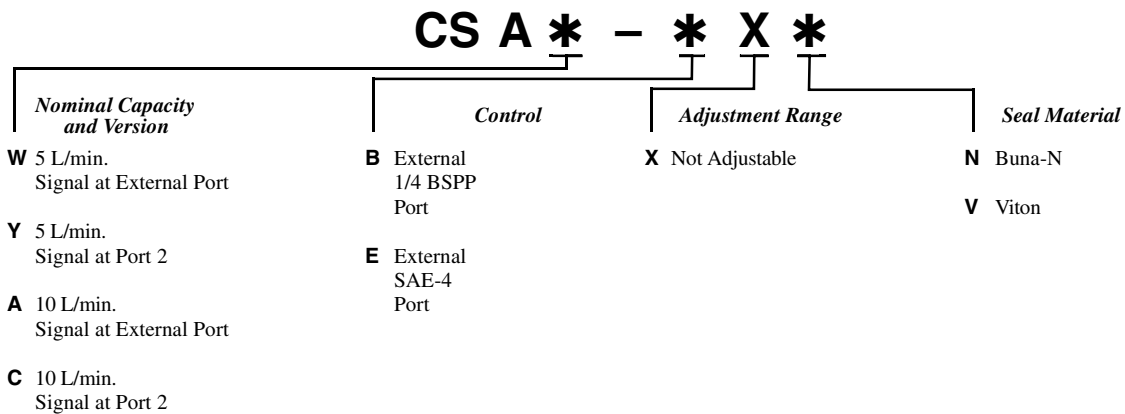 CS A ✱ – ✱ X ✱
Nominal Capacity
and Version
Control
Adjustment Range
Seal Material
W 5 L/min.
Signal at External Port
Y 5 L/min.
Signal at Port 2
A 10 L/min.
Signal at External Port
C 10 L/min.
Signal at Port 2
B External
1/4 BSPP
Port
E External
SAE-4
Port
X Not Adjustable
N Buna-N
V Viton